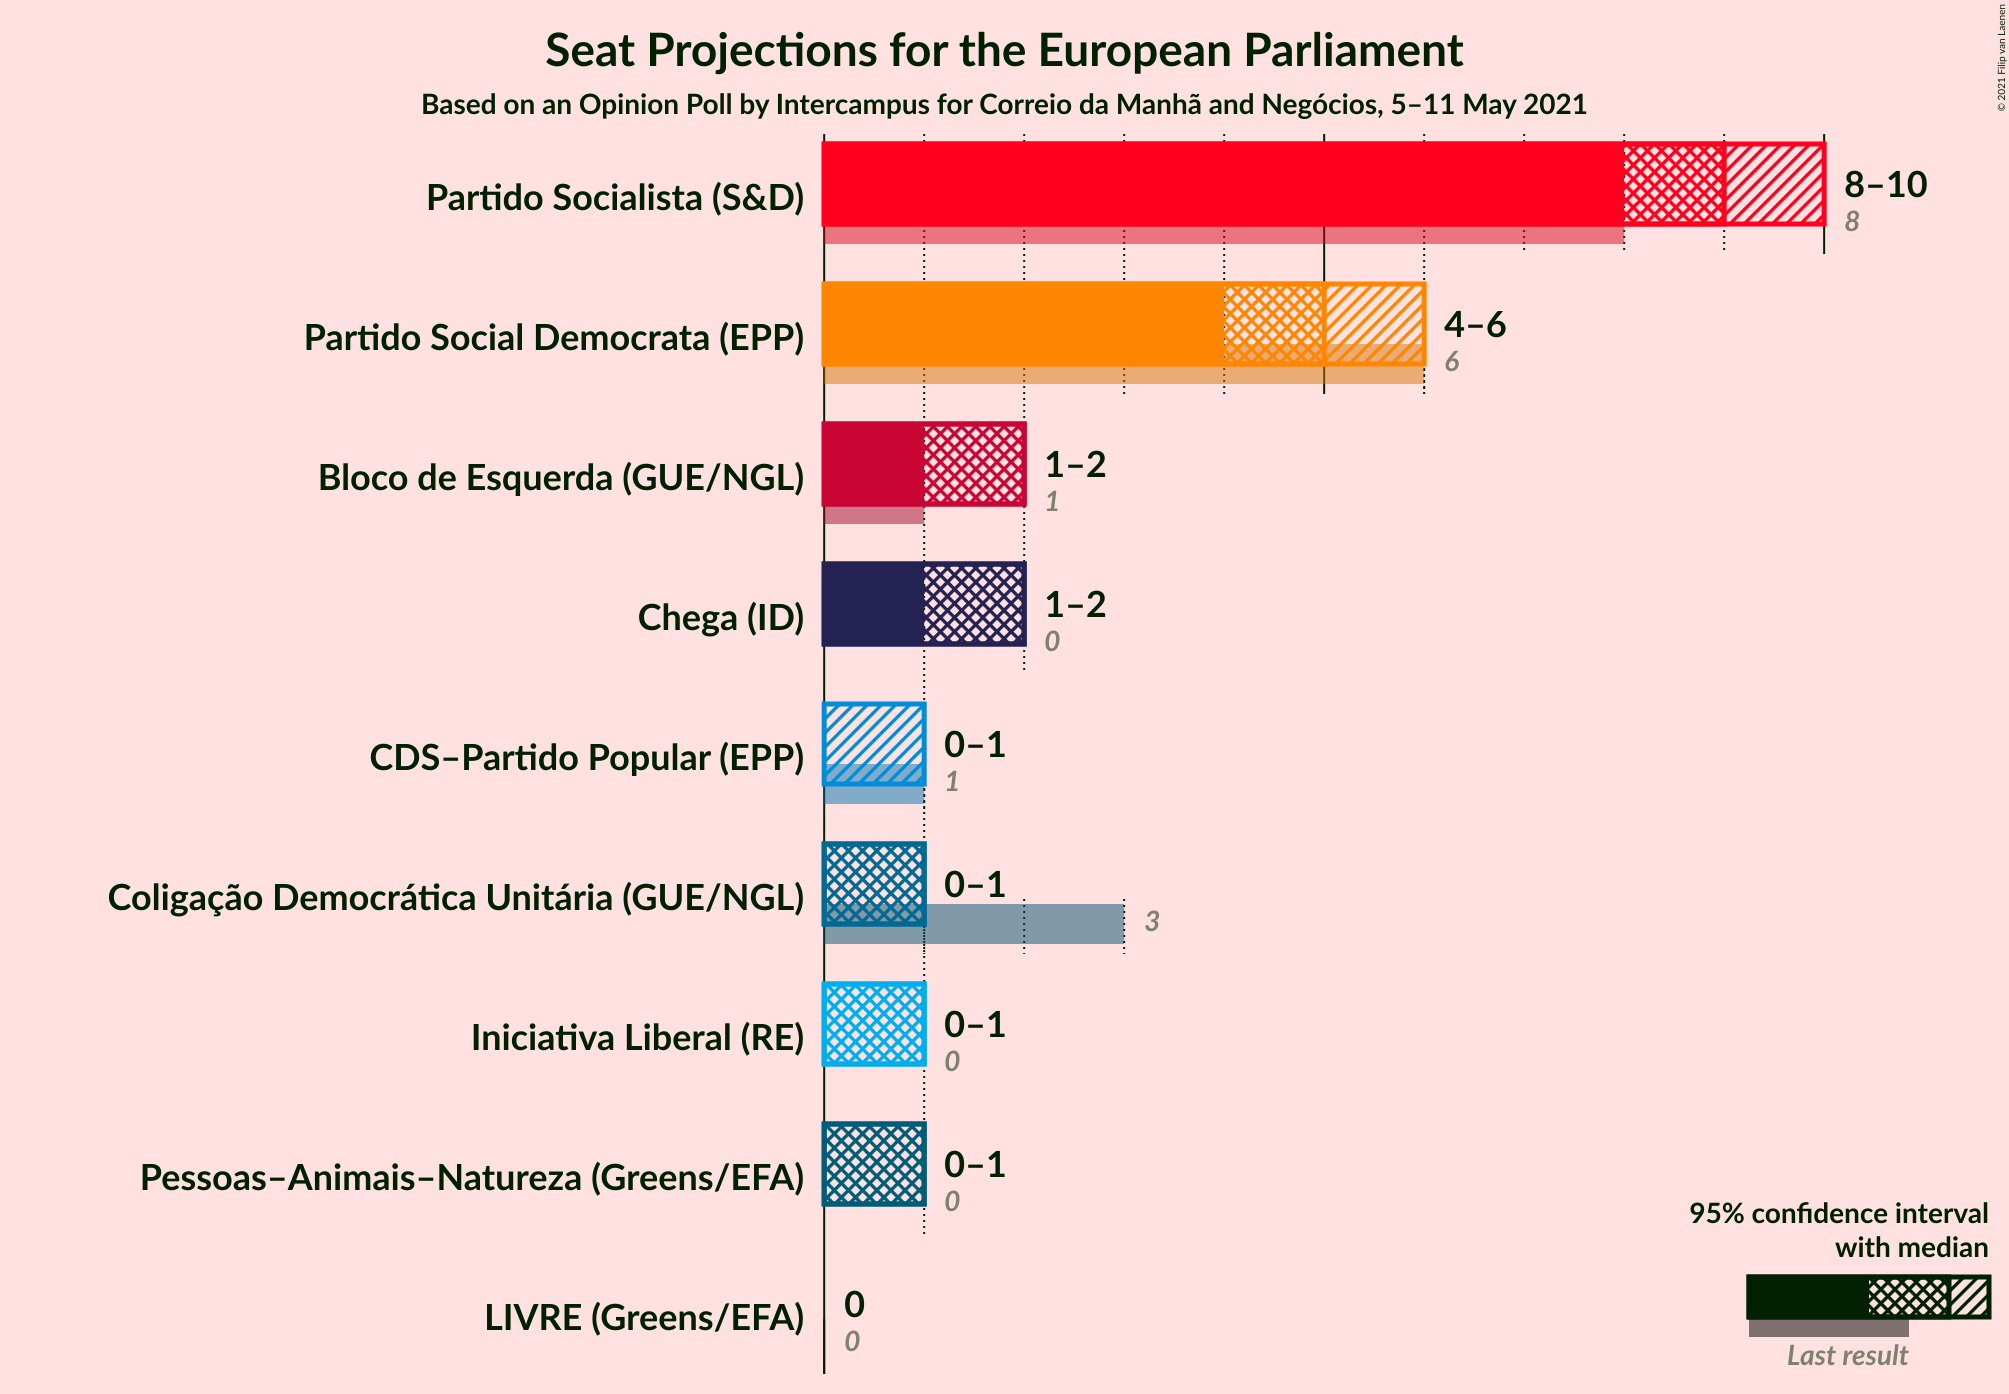 Seat Projections for the European Parliament
Based on an Opinion Poll by Intercampus for Correio da Manhã and Negócios, 5–11 May 2021
© 2021 Filip van Laenen
Partido Socialista (S&D)
8–10
8
Partido Social Democrata (EPP)
4–6
6
Bloco de Esquerda (GUE/NGL)
1–2
1
Chega (ID)
1–2
0
CDS–Partido Popular (EPP)
0–1
1
Coligação Democrática Unitária (GUE/NGL)
0–1
3
Iniciativa Liberal (RE)
0–1
0
Pessoas–Animais–Natureza (Greens/EFA)
0–1
0
LIVRE (Greens/EFA)
0
0
95% confidence interval
with median
Last result